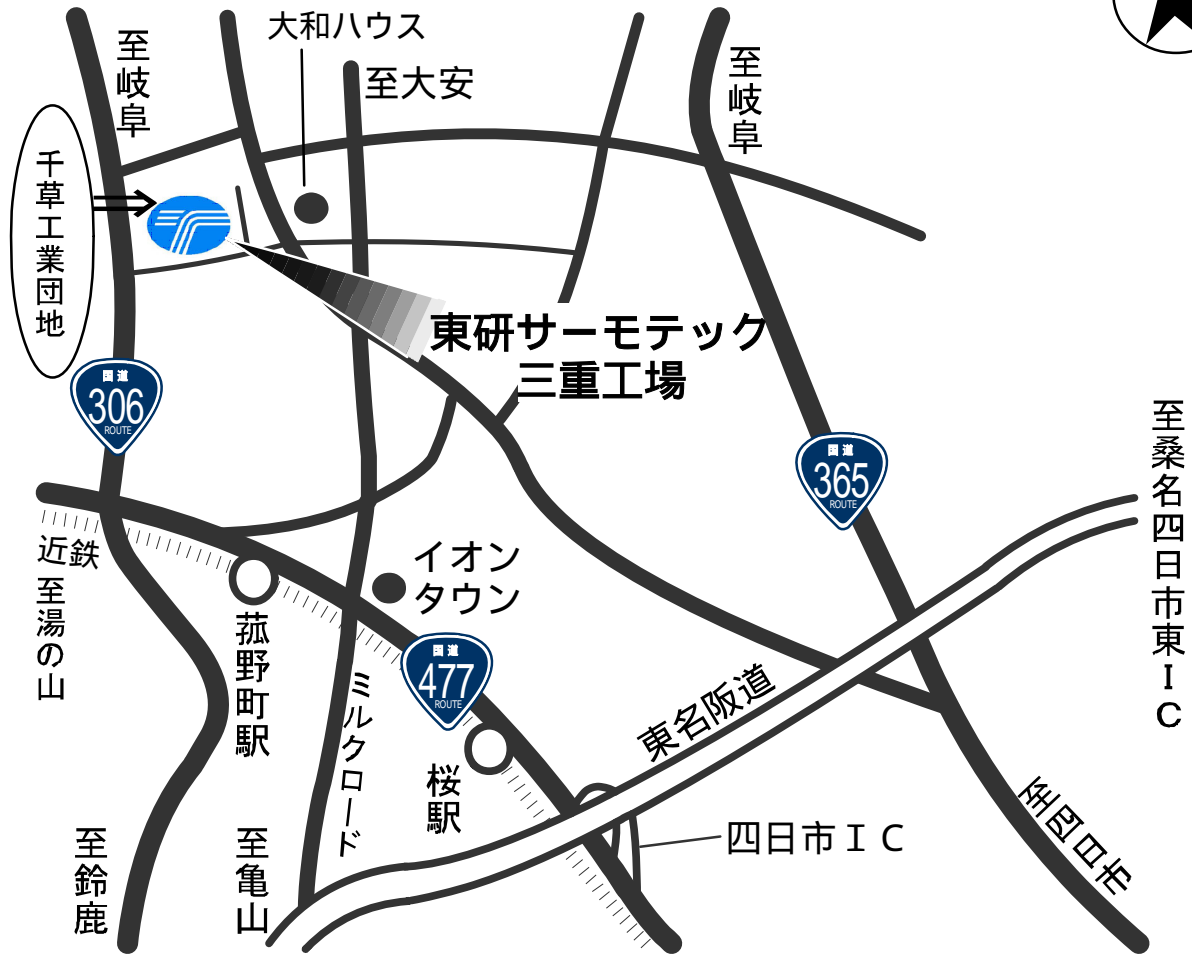 大和ハウス
至岐阜
至大安
至岐阜
千草工業団地
東研サーモテック
三重工場
国道
306
ROUTE
国道
365
ROUTE
至桑名四日市東ＩＣ
近鉄
至湯の山
イオン
タウン
菰野町駅
国道
477
ROUTE
ミルクロード
東名阪道
桜駅
四日市ＩＣ
至四日市
至鈴鹿
至亀山